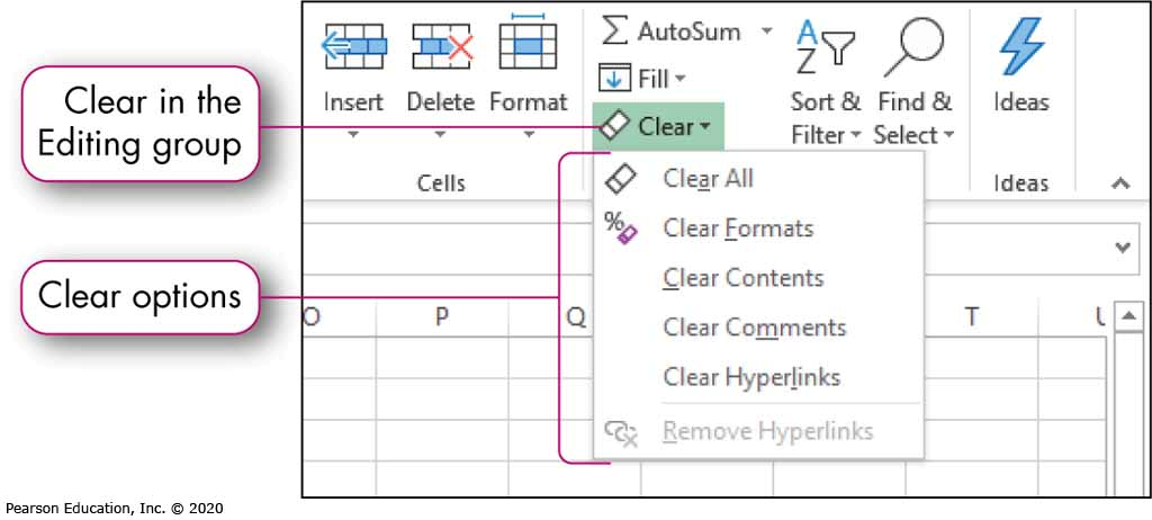 Clear in the
Editing group
Clear options
Insert
Delete
Format
Cells
AutoSum
Fill
Clear
Sort &
Filter
Find &
Select
Ideas
Ideas
Clear All
Clear Formats
Clear Contents
Clear Comments
Clear Hyperlinks
Remove Hyperlinks
O P Q T U
Pearson Education, Inc. © 2020